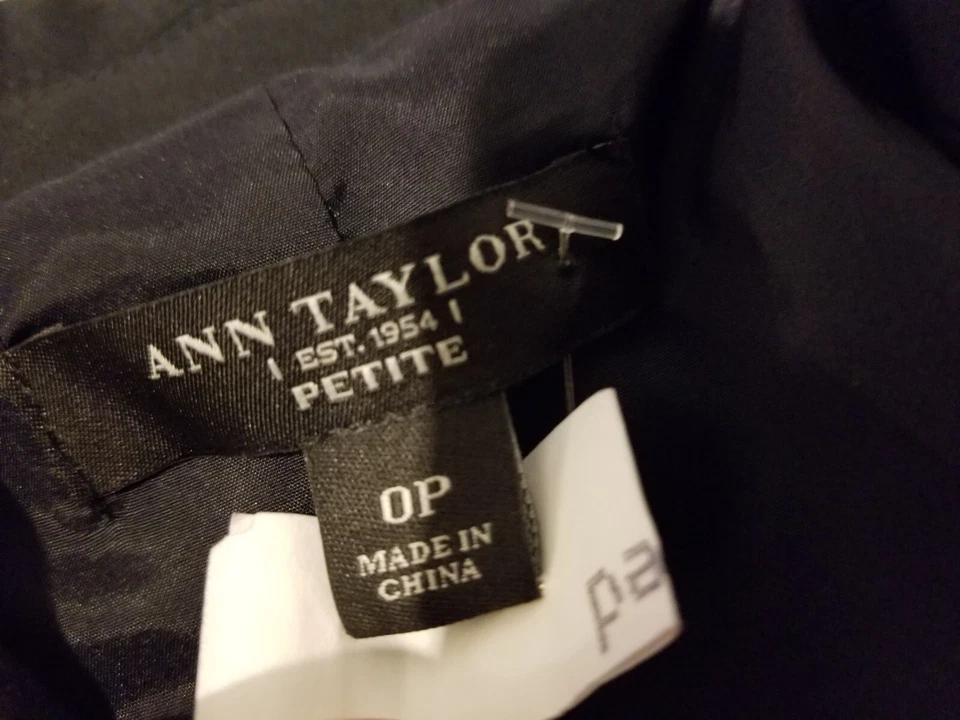 ANN TAYLOR
| EST. 1954 |
PETITE
0P
MADE IN
CHINA